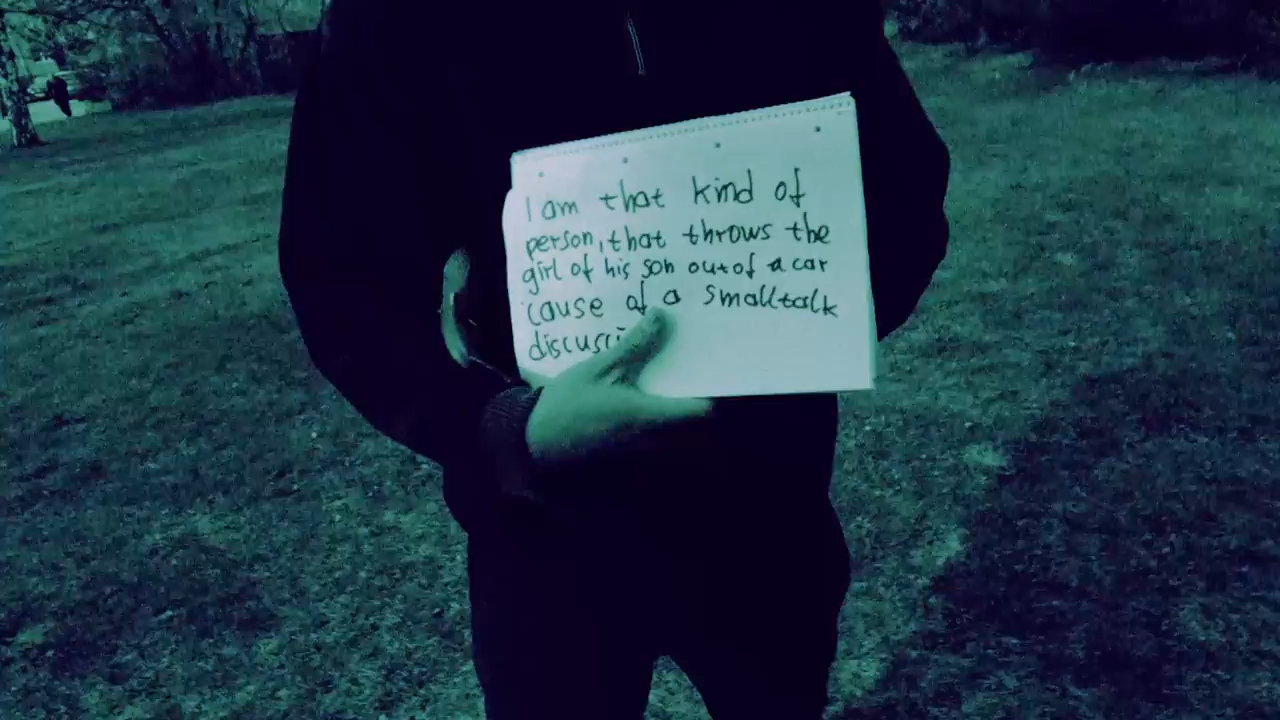 I am that kind of
person, that throws the
girl of his son out of a car
'cause of a smalltalk